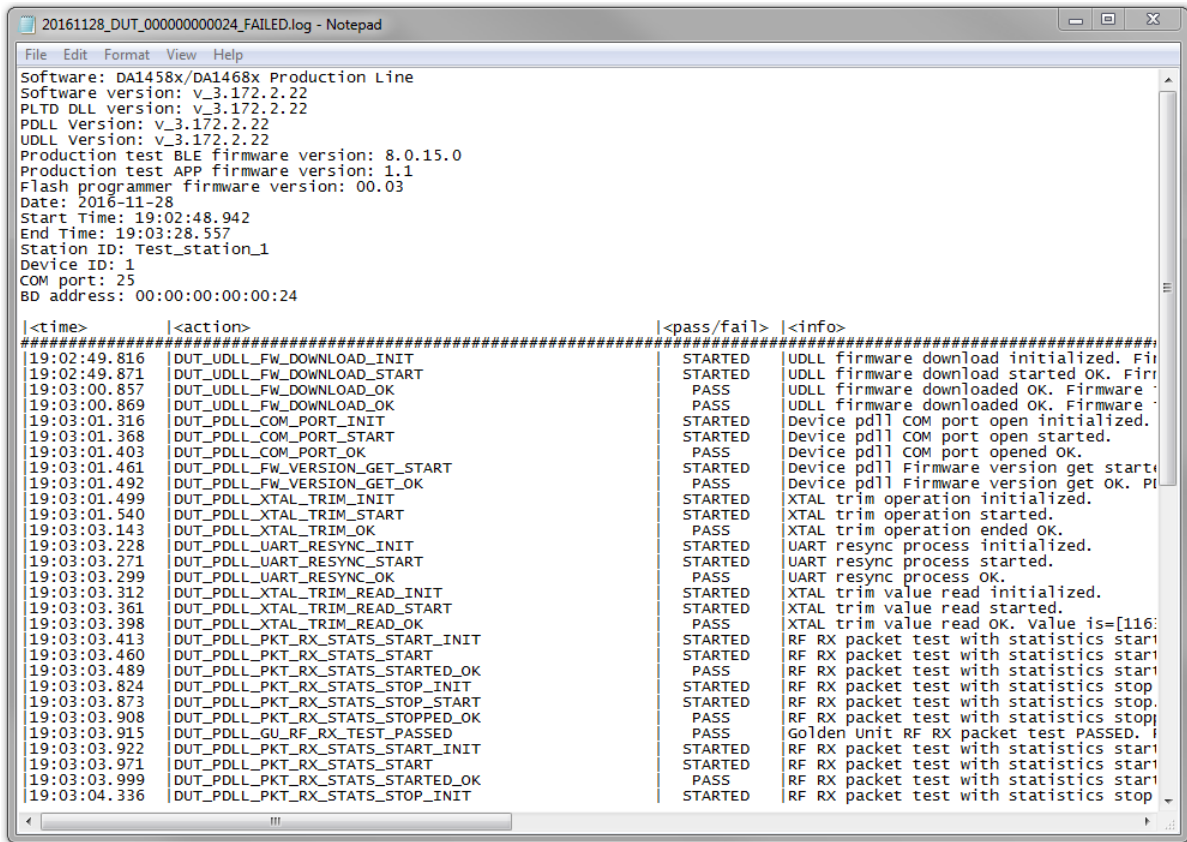 20161128_DUT_000000000024_FAILED.log - Notepad
File Edit Format View Help
Software: DA1458x/DA1468x Production Line
Software version: v_3.172.2.22
PLTD DLL version: v_3.172.2.22
PDLL Version: v_3.172.2.22
UDLL Version: v_3.172.2.22
Production test BLE firmware version: 8.0.15.0
Production test APP firmware version: 1.1
Flash programmer firmware version: 00.03
Date: 2016-11-28
Start Time: 19:02:48.942
End Time: 19:03:28.557
Station ID: Test_station_1
Device ID: 1
COM port: 25
BD address: 00:00:00:00:00:24
|<time> |<action> |<pass/fail> |<info>
######################################################################################################################
|19:02:49.816 |DUT_UDLL_FW_DOWNLOAD_INIT | STARTED |UDLL firmware download initialized. Fir
|19:02:49.871 |DUT_UDLL_FW_DOWNLOAD_START | STARTED |UDLL firmware download started OK. Firm
|19:03:00.857 |DUT_UDLL_FW_DOWNLOAD_OK | PASS |UDLL firmware downloaded OK. Firmware
|19:03:00.869 |DUT_UDLL_FW_DOWNLOAD_OK | PASS |UDLL firmware downloaded OK. Firmware
|19:03:01.316 |DUT_PDLL_COM_PORT_INIT | STARTED |Device pdll COM port open initialized.
|19:03:01.368 |DUT_PDLL_COM_PORT_START | STARTED |Device pdll COM port open started.
|19:03:01.403 |DUT_PDLL_COM_PORT_OK | PASS |Device pdll COM port opened OK.
|19:03:01.461 |DUT_PDLL_FW_VERSION_GET_START | STARTED |Device pdll Firmware version get starte
|19:03:01.492 |DUT_PDLL_FW_VERSION_GET_OK | PASS |Device pdll Firmware version get OK. PD
|19:03:01.499 |DUT_PDLL_XTAL_TRIM_INIT | STARTED |XTAL trim operation initialized.
|19:03:01.540 |DUT_PDLL_XTAL_TRIM_START | STARTED |XTAL trim operation started.
|19:03:03.143 |DUT_PDLL_XTAL_TRIM_OK | PASS |XTAL trim operation ended OK.
|19:03:03.228 |DUT_PDLL_UART_RESYNC_INIT | STARTED |UART resync process initialized.
|19:03:03.271 |DUT_PDLL_UART_RESYNC_START | STARTED |UART resync process started.
|19:03:03.299 |DUT_PDLL_UART_RESYNC_OK | PASS |UART resync process OK.
|19:03:03.312 |DUT_PDLL_XTAL_TRIM_READ_INIT | STARTED |XTAL trim value read initialized.
|19:03:03.361 |DUT_PDLL_XTAL_TRIM_READ_START | STARTED |XTAL trim value read started.
|19:03:03.398 |DUT_PDLL_XTAL_TRIM_READ_OK | PASS |XTAL trim value read OK. Value is=[1163
|19:03:03.413 |DUT_PDLL_PKT_RX_STATS_START_INIT | STARTED |RF RX packet test with statistics start
|19:03:03.460 |DUT_PDLL_PKT_RX_STATS_START | STARTED |RF RX packet test with statistics start
|19:03:03.489 |DUT_PDLL_PKT_RX_STATS_STARTED_OK | PASS |RF RX packet test with statistics start
|19:03:03.824 |DUT_PDLL_PKT_RX_STATS_STOP_INIT | STARTED |RF RX packet test with statistics stop
|19:03:03.873 |DUT_PDLL_PKT_RX_STATS_STOP_START | STARTED |RF RX packet test with statistics stop.
|19:03:03.908 |DUT_PDLL_PKT_RX_STATS_STOPPED_OK | PASS |RF RX packet test with statistics stopp
|19:03:03.915 |DUT_PDLL_GU_RF_RX_TEST_PASSED | PASS |Golden Unit RF RX packet test PASSED.
|19:03:03.922 |DUT_PDLL_PKT_RX_STATS_START_INIT | STARTED |RF RX packet test with statistics start
|19:03:03.971 |DUT_PDLL_PKT_RX_STATS_START | STARTED |RF RX packet test with statistics start
|19:03:03.999 |DUT_PDLL_PKT_RX_STATS_STARTED_OK | PASS |RF RX packet test with statistics start
|19:03:04.336 |DUT_PDLL_PKT_RX_STATS_STOP_INIT | STARTED |RF RX packet test with statistics stop